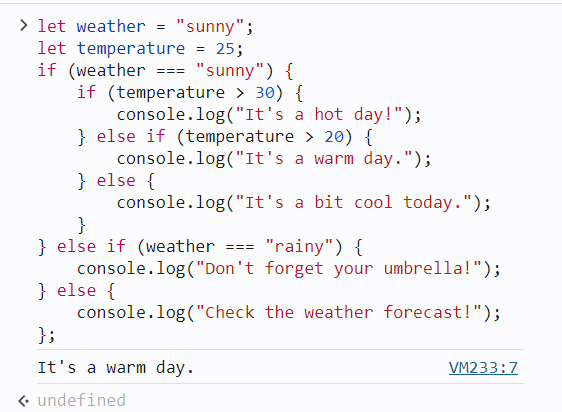 let weather = "sunny";
let temperature = 25;
if (weather === "sunny") {
    if (temperature > 30) {
        console.log("It's a hot day!");
    } else if (temperature > 20) {
        console.log("It's a warm day.");
    } else {
        console.log("It's a bit cool today.");
    }
} else if (weather === "rainy") {
    console.log("Don't forget your umbrella!");
} else {
    console.log("Check the weather forecast!");
};
It's a warm day. VM233:7
undefined